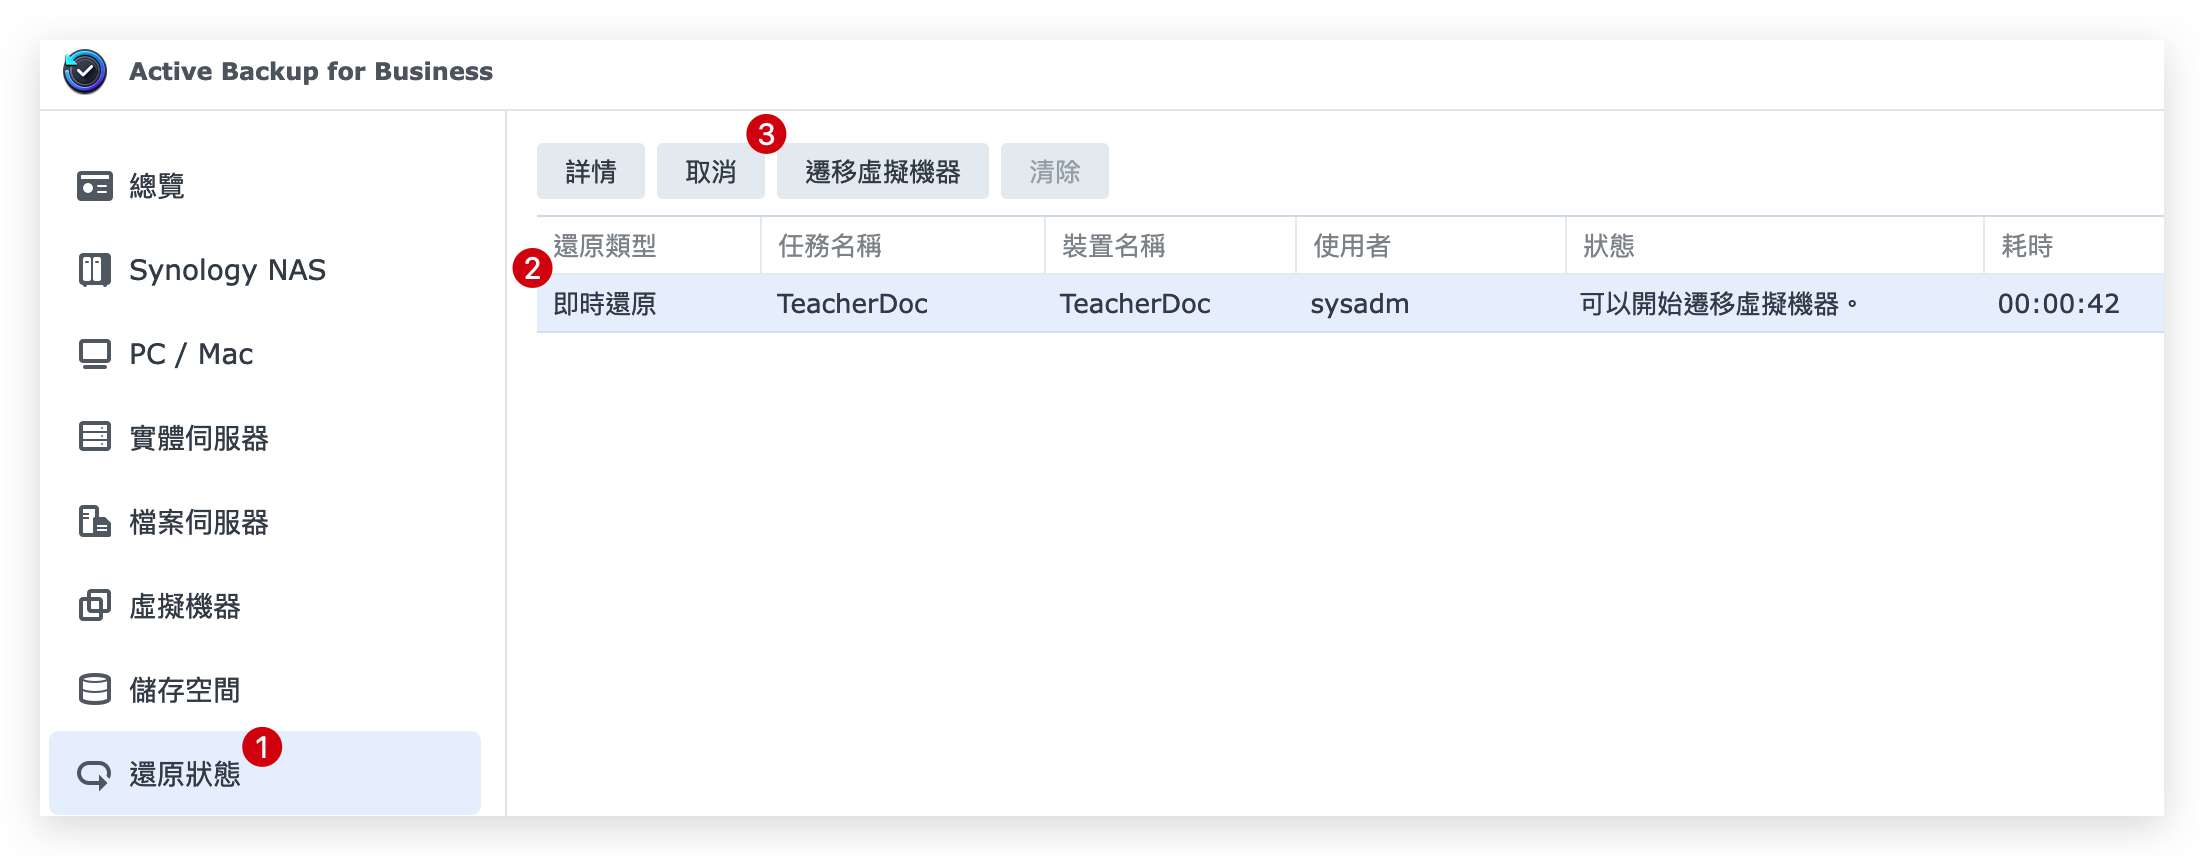 Active Backup for Business
總覽
Synology NAS
PC / Mac
實體伺服器
檔案伺服器
虛擬機器
儲存空間
還原狀態 1
3
詳情 取消 遷移虛擬機器 清除
還原類型 任務名稱 裝置名稱 使用者 狀態 耗時
2
即時還原 TeacherDoc TeacherDoc sysadm 可以開始遷移虛擬機器。 00:00:42